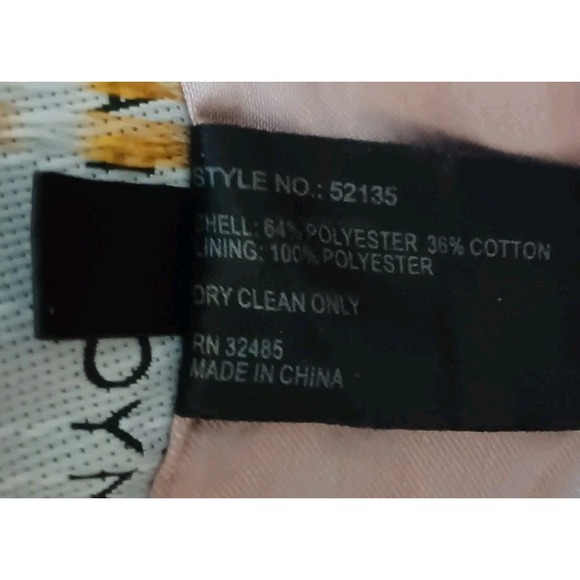 STYLE NO.: 52135
SHELL: 64% POLYESTER 36% COTTON
LINING: 100% POLYESTER
DRY CLEAN ONLY
RN 32485
MADE IN CHINA
OYN